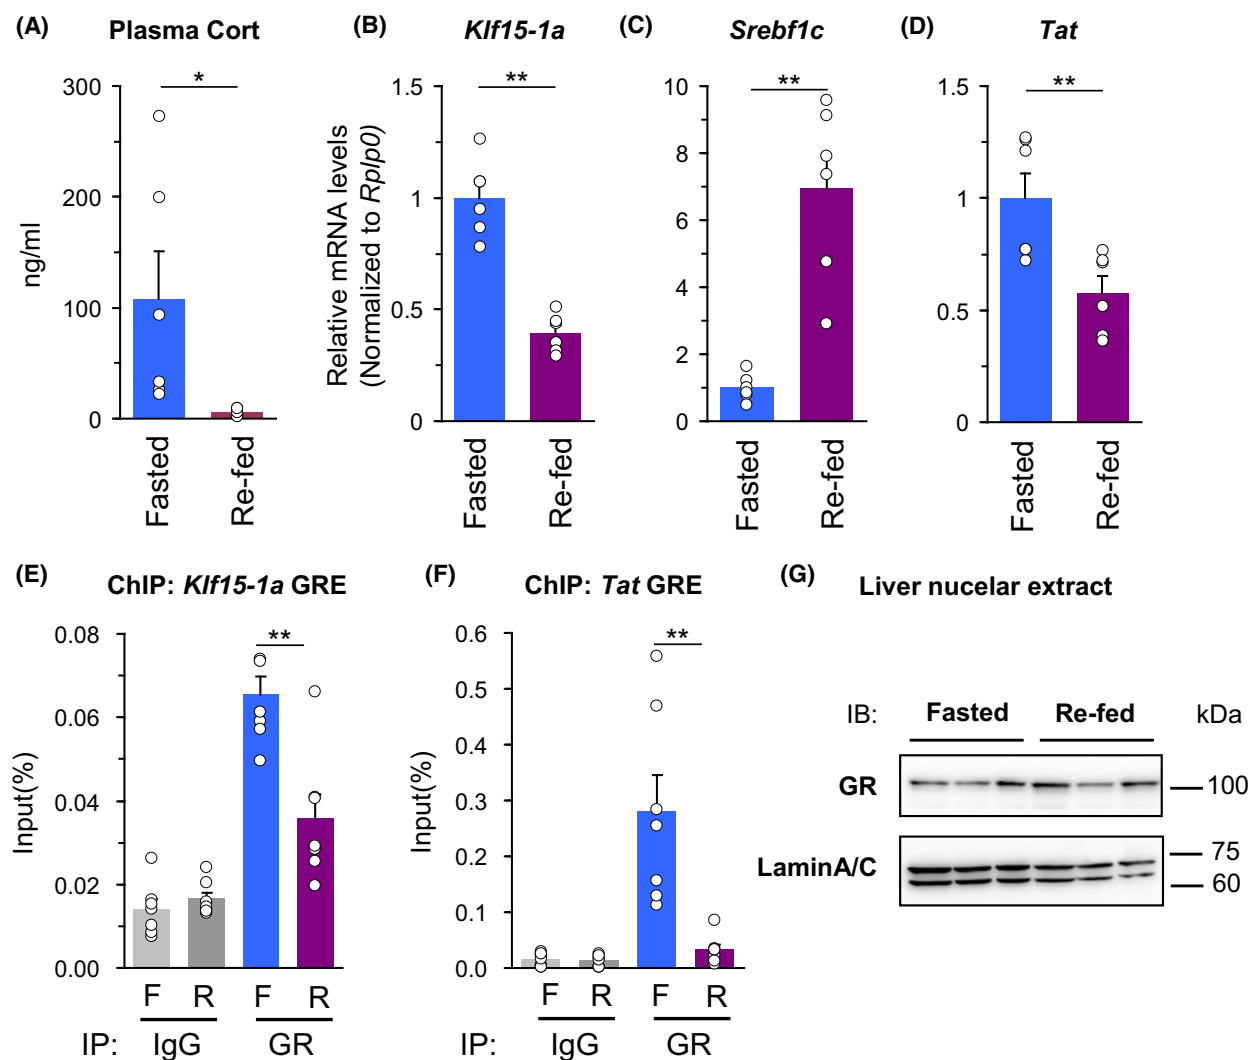 (A) Plasma Cort
300
200
100
0
ng/ml
*
Fasted
Re-fed
(B) Klf15-1a
Relative mRNA levels
(Normalized to Rplp0)
1.5
1
0.5
0
**
Fasted
Re-fed
(C) Srebf1c
10
9
8
7
6
5
4
3
2
1
0
**
Fasted
Re-fed
(D) Tat
1.5
1
0.5
0
**
Fasted
Re-fed
(E) ChIP: Klf15-1a GRE
Input(%)
0.08
0.06
0.04
0.02
0.00
**
F R F R
IP: IgG GR
(F) ChIP: Tat GRE
Input(%)
0.6
0.5
0.4
0.3
0.2
0.1
0.0
**
F R F R
IP: IgG GR
(G) Liver nucelar extract
IB: Fasted Re-fed kDa
GR 100
LaminA/C 75
60